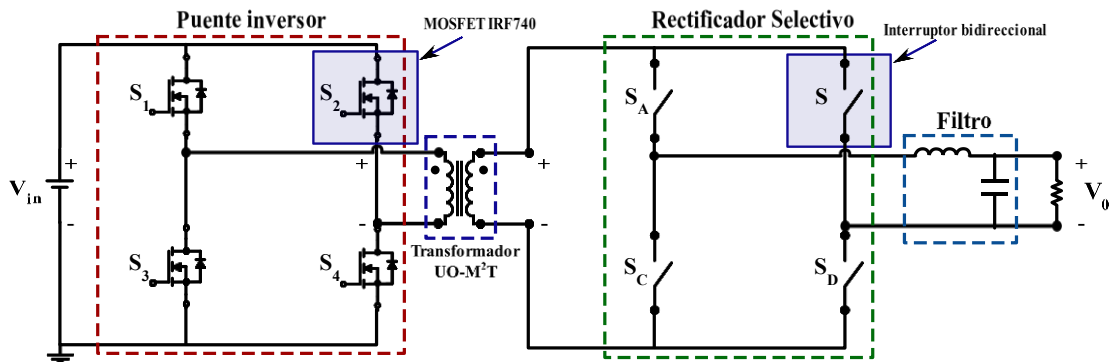 Puente inversor
MOSFET IRF740
Rectificador Selectivo
Interruptor bidireccional
S1
S2
SA
S
Filtro
+
+
+
+
Vin
V0
-
-
-
-
Transformador
UO-M²T
S3
S4
SC
SD